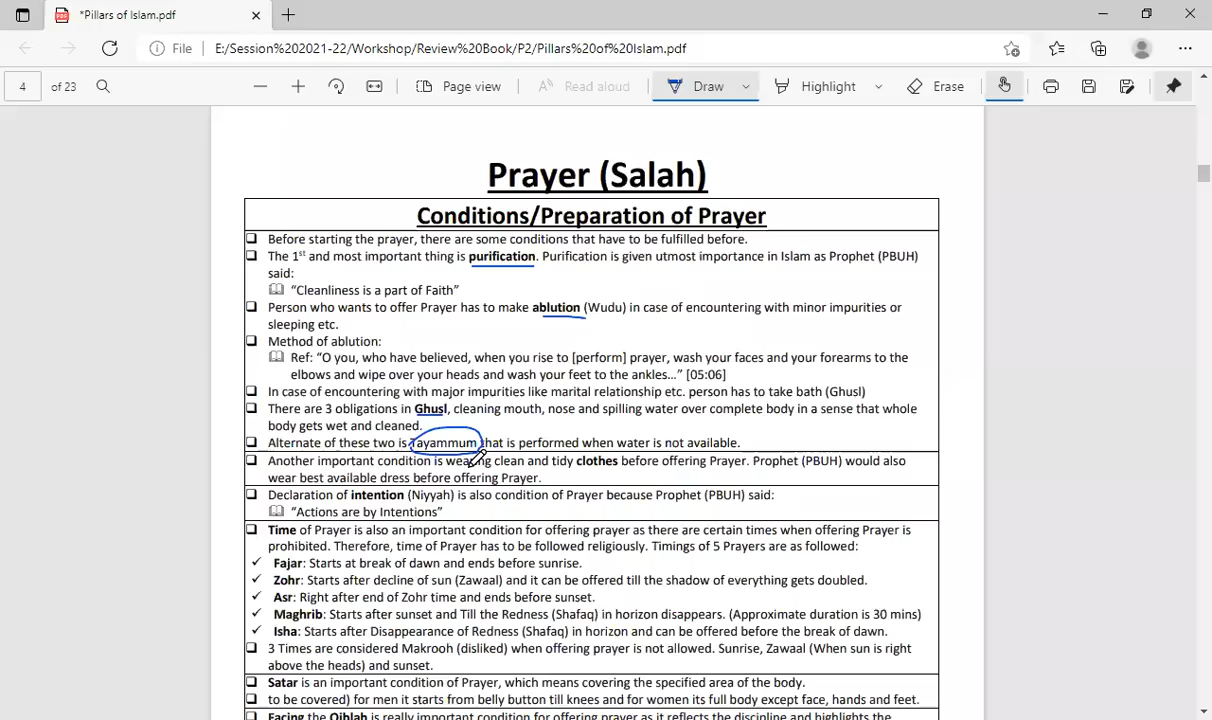 *Pillars of Islam.pdf
File E:/Session%202021-22/Workshop/Review%20Book/P2/Pillars%20of%20Islam.pdf
4 of 23 Page view Read aloud Draw Highlight Erase
Prayer (Salah)
Conditions/Preparation of Prayer
Before starting the prayer, there are some conditions that have to be fulfilled before.
The 1st and most important thing is purification. Purification is given utmost importance in Islam as Prophet (PBUH)
said:
“Cleanliness is a part of Faith”
Person who wants to offer Prayer has to make ablution (Wudu) in case of encountering with minor impurities or
sleeping etc.
Method of ablution:
Ref: “O you, who have believed, when you rise to [perform] prayer, wash your faces and your forearms to the
elbows and wipe over your heads and wash your feet to the ankles…” [05:06]
In case of encountering with major impurities like marital relationship etc. person has to take bath (Ghusl)
There are 3 obligations in Ghusl, cleaning mouth, nose and spilling water over complete body in a sense that whole
body gets wet and cleaned.
Alternate of these two is Tayammum that is performed when water is not available.
Another important condition is wearing clean and tidy clothes before offering Prayer. Prophet (PBUH) would also
wear best available dress before offering Prayer.
Declaration of intention (Niyyah) is also condition of Prayer because Prophet (PBUH) said:
“Actions are by Intentions”
Time of Prayer is also an important condition for offering prayer as there are certain times when offering Prayer is
prohibited. Therefore, time of Prayer has to be followed religiously. Timings of 5 Prayers are as followed:
Fajar: Starts at break of dawn and ends before sunrise.
Zohr: Starts after decline of sun (Zawaal) and it can be offered till the shadow of everything gets doubled.
Asr: Right after end of Zohr time and ends before sunset.
Maghrib: Starts after sunset and Till the Redness (Shafaq) in horizon disappears. (Approximate duration is 30 mins)
Isha: Starts after Disappearance of Redness (Shafaq) in horizon and can be offered before the break of dawn.
3 Times are considered Makrooh (disliked) when offering prayer is not allowed. Sunrise, Zawaal (When sun is right
above the heads) and sunset.
Satar is an important condition of Prayer, which means covering the specified area of the body.
to be covered) for men it starts from belly button till knees and for women its full body except face, hands and feet.
Facing the Qiblah is really important condition for offering prayer as it reflects the discipline and highlights the